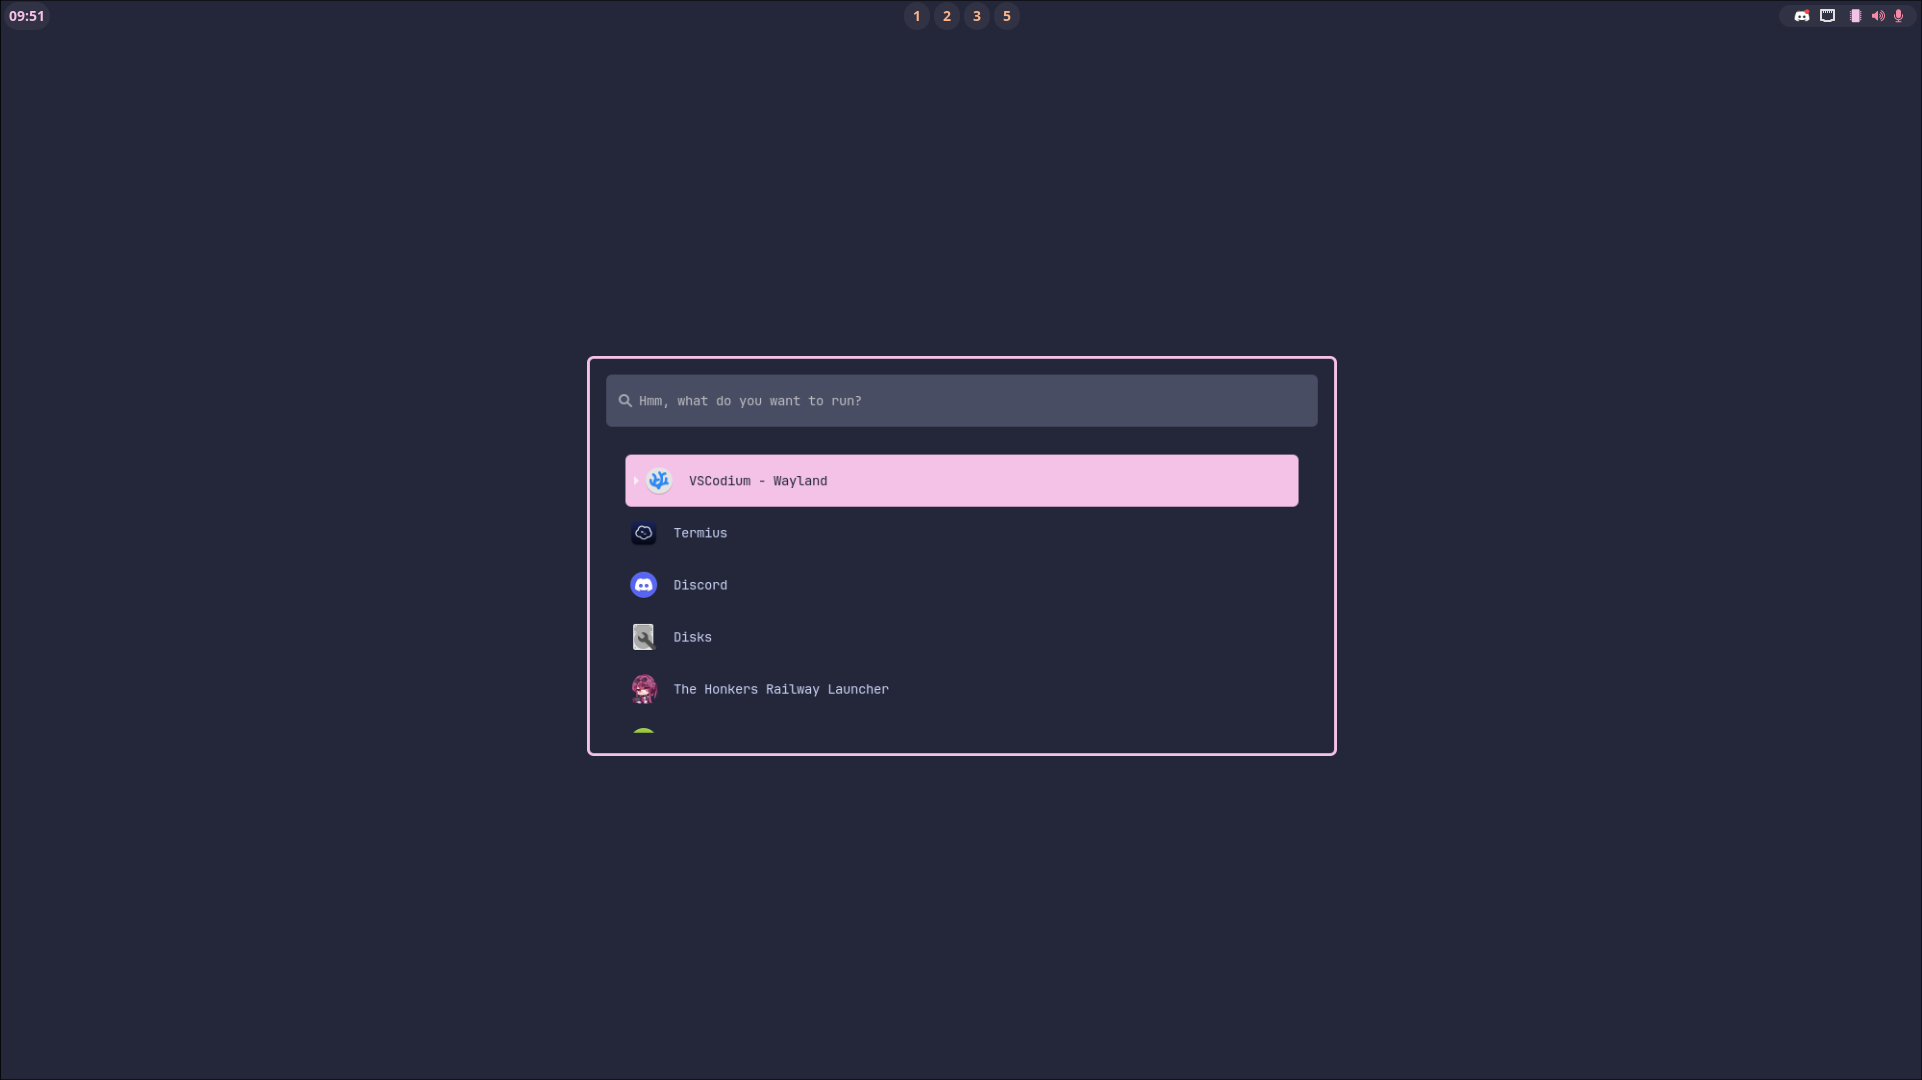 09:51
1 2 3 5
Hmm, what do you want to run?
VSCodium - Wayland
Termius
Discord
Disks
The Honkers Railway Launcher